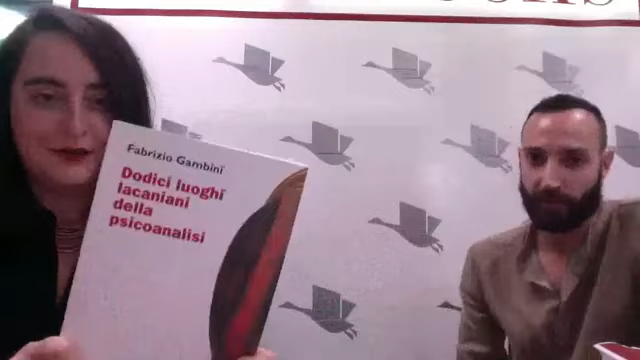 Fabrizio Gambini
Dodici luoghi
lacaniani
della
psicoanalisi